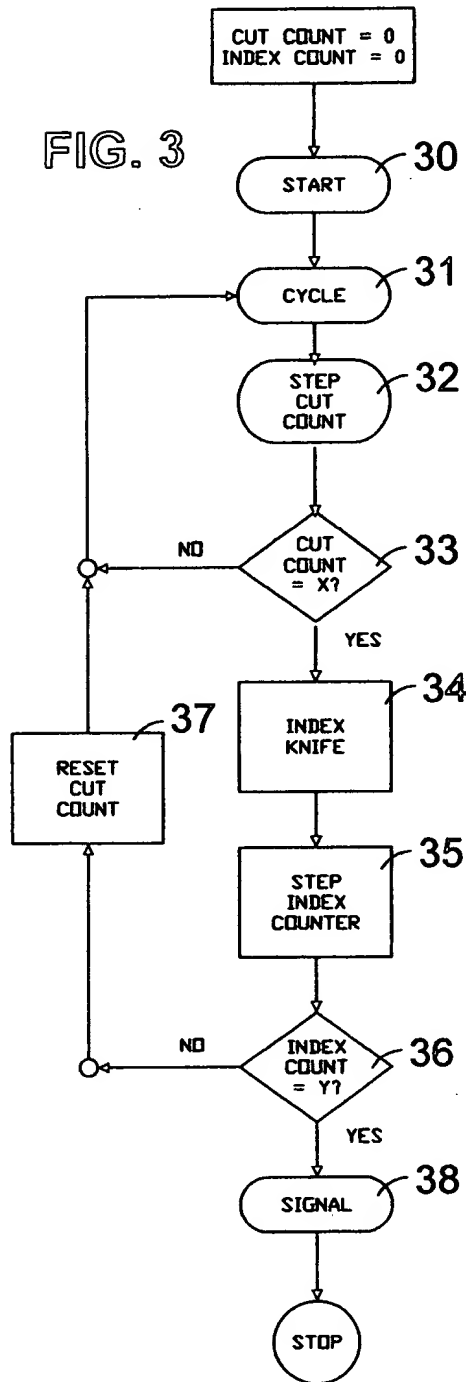 CUT COUNT = 0
INDEX COUNT = 0
FIG. 3
30
START
31
CYCLE
32
STEP
CUT
COUNT
33
CUT
COUNT
= X?
NO
YES
34
INDEX
KNIFE
37
RESET
CUT
COUNT
35
STEP
INDEX
COUNTER
36
INDEX
COUNT
= Y?
NO
YES
38
SIGNAL
STOP